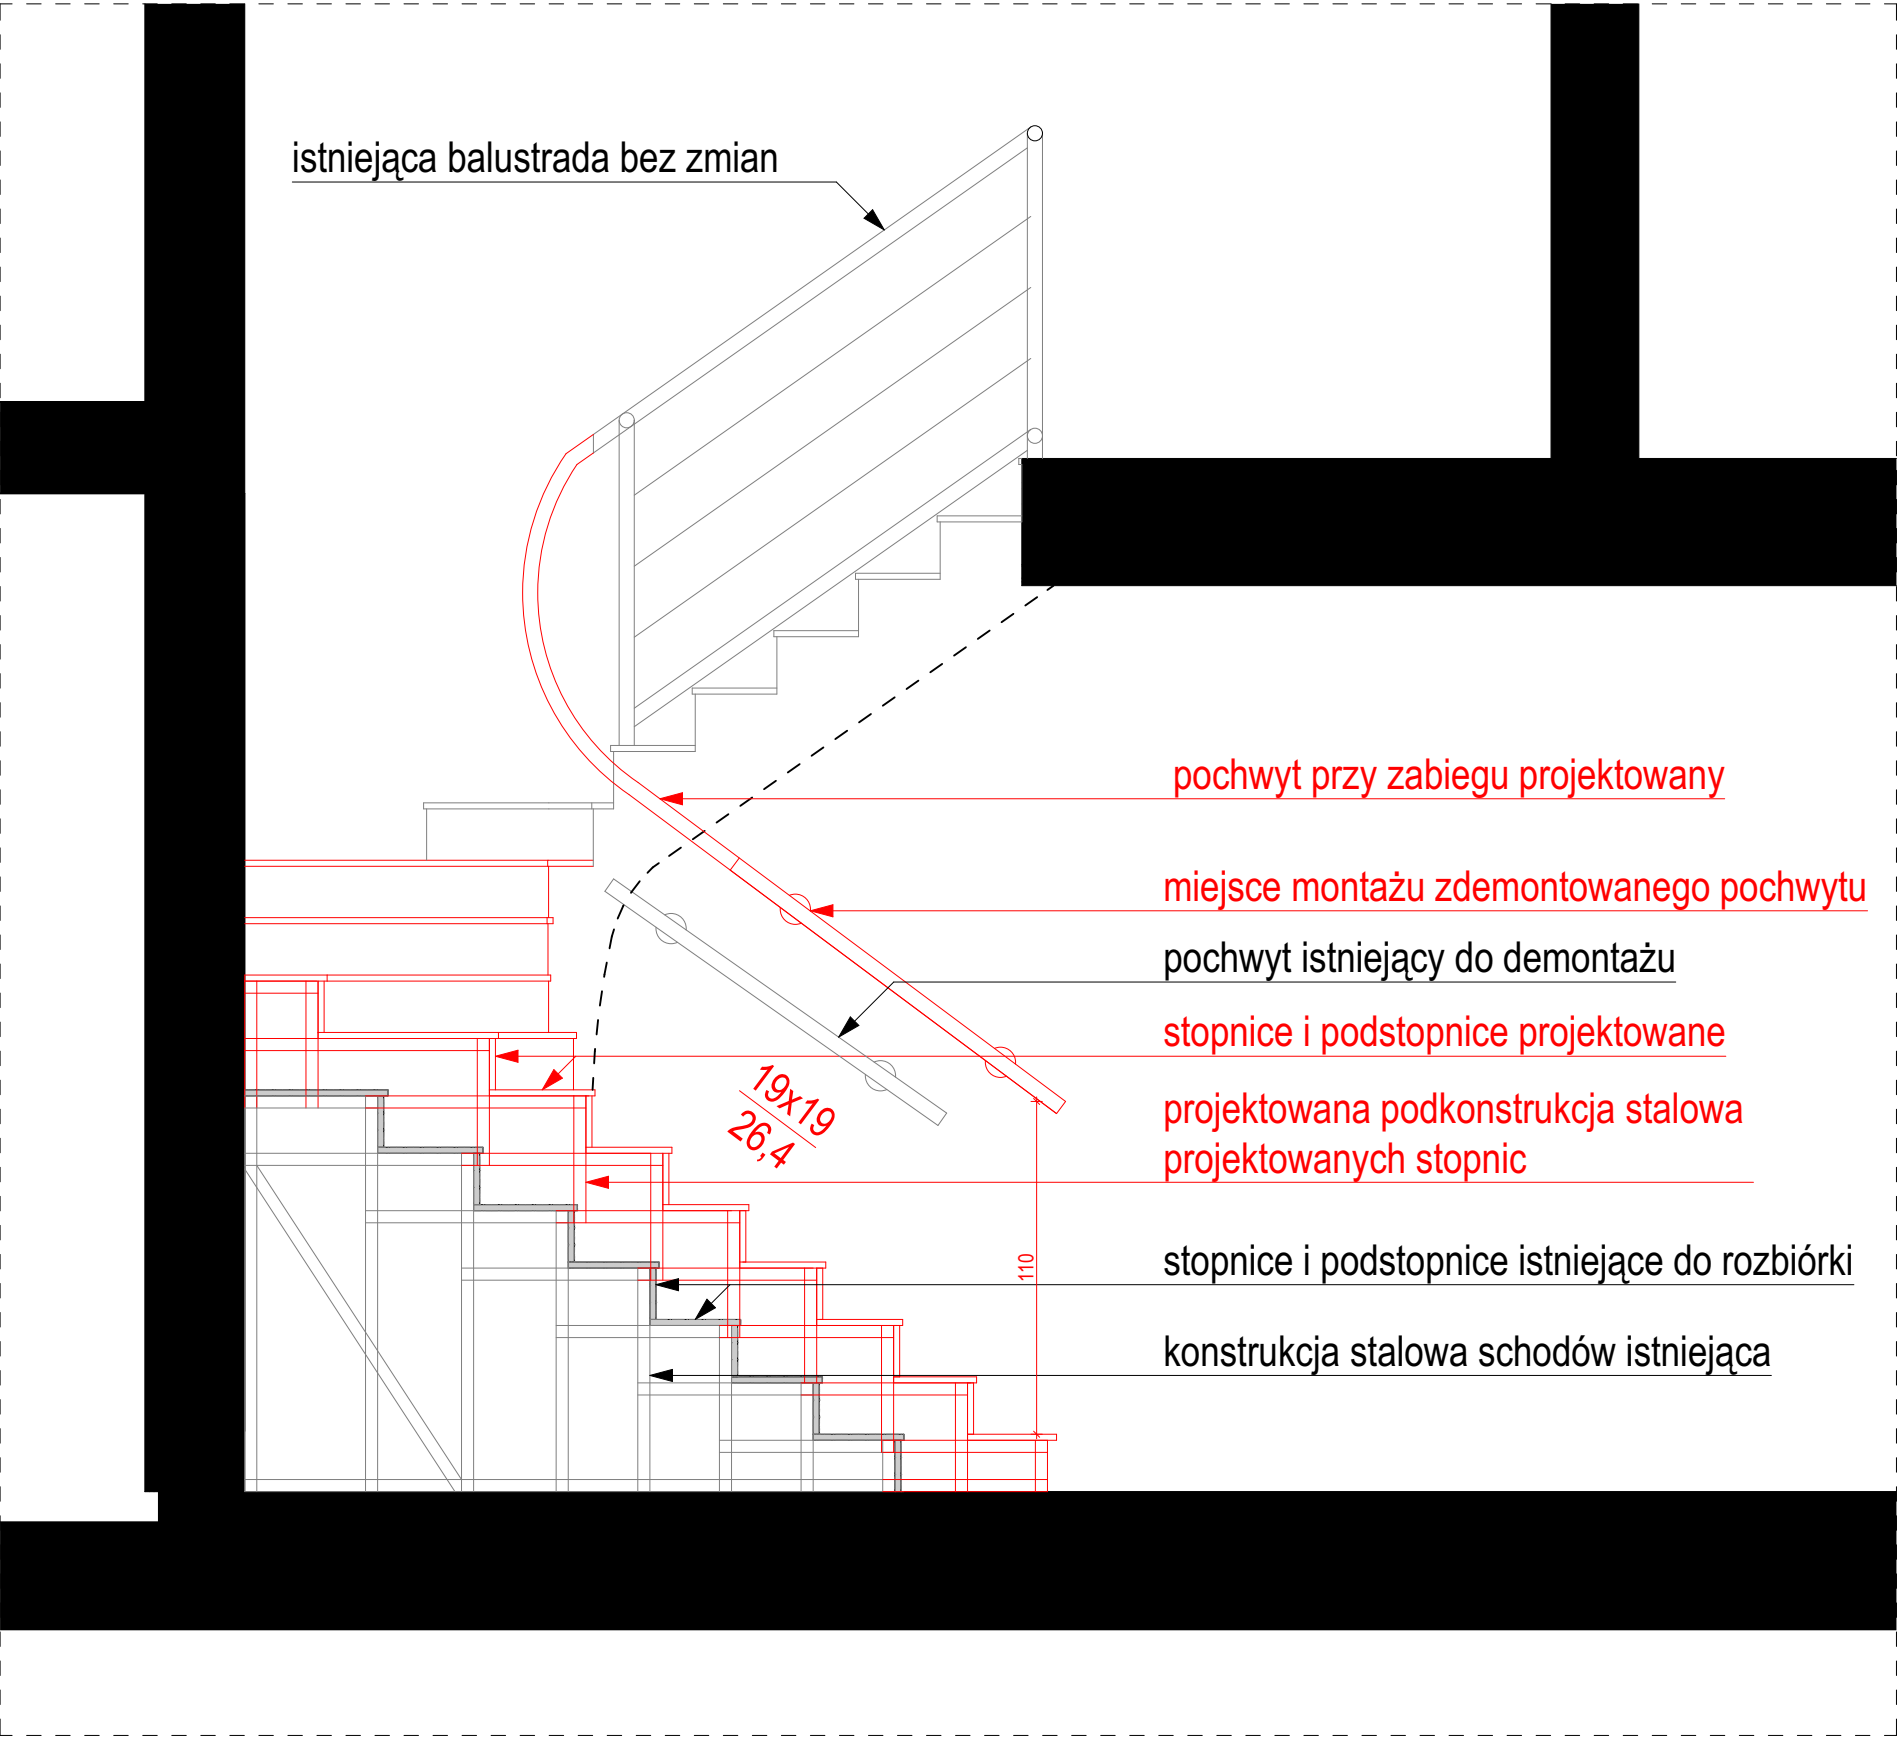 istniejąca balustrada bez zmian
pochwyt przy zabiegu projektowany
miejsce montażu zdemontowanego pochwytu
pochwyt istniejący do demontażu
stopnice i podstopnice projektowane
19x19
26,4
projektowana podkonstrukcja stalowa
projektowanych stopnic
110
stopnice i podstopnice istniejące do rozbiórki
konstrukcja stalowa schodów istniejąca